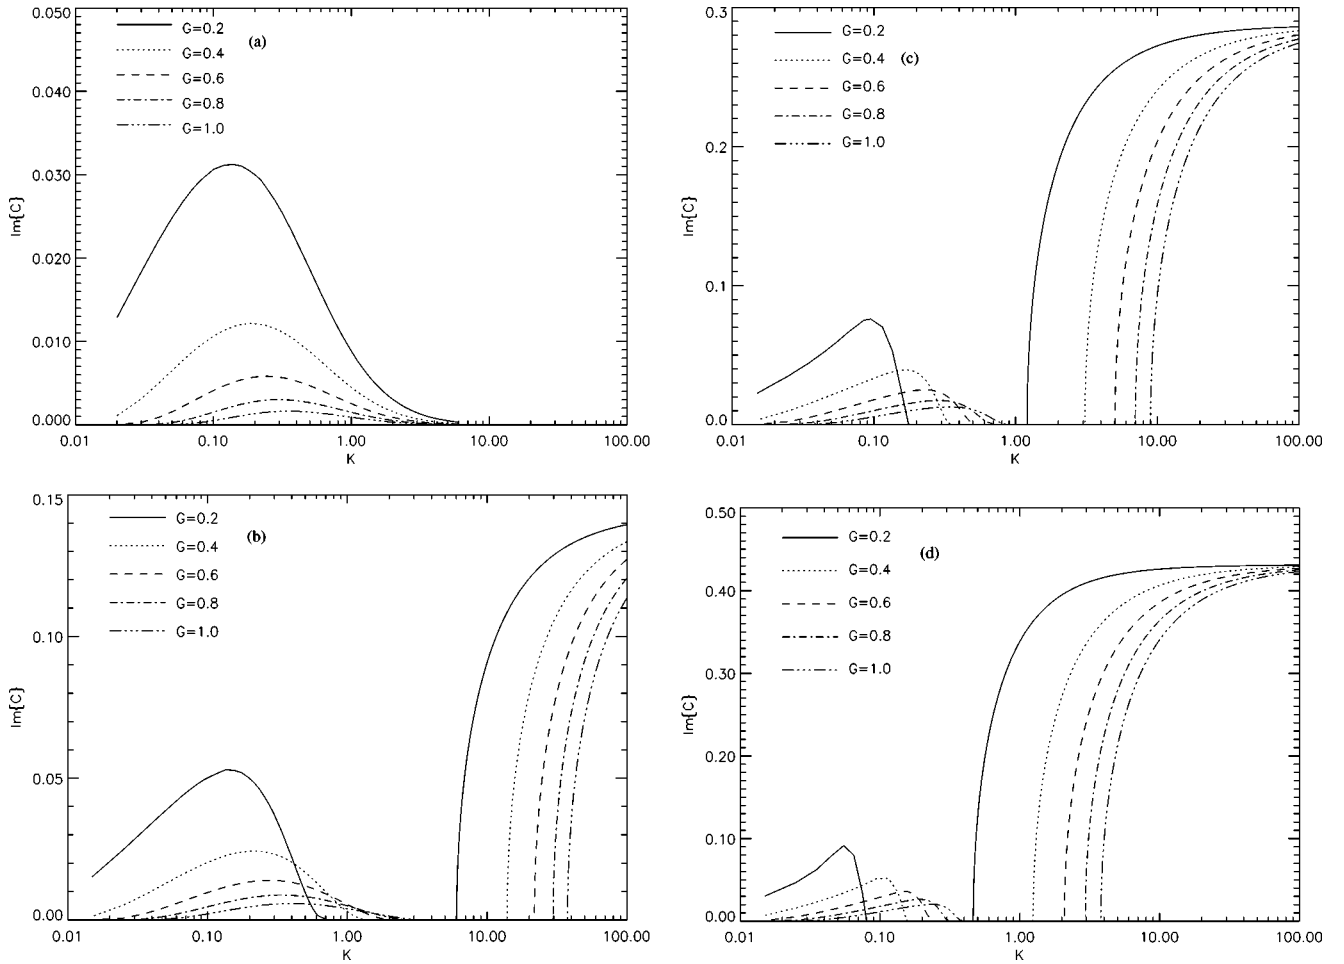 0.050
0.040
0.030
0.020
0.010
0.000
Im{C}
G=0.2
G=0.4
G=0.6
G=0.8
G=1.0
(a)
0.01
0.10
1.00
10.00
100.00
K
0.3
0.2
0.1
0.0
Im{C}
G=0.2
G=0.4
G=0.6
G=0.8
G=1.0
(c)
0.01
0.10
1.00
10.00
100.00
K
0.15
0.10
0.05
0.00
Im{C}
G=0.2
G=0.4
G=0.6
G=0.8
G=1.0
(b)
0.01
0.10
1.00
10.00
100.00
K
0.50
0.40
0.30
0.20
0.10
0.00
Im{C}
G=0.2
G=0.4
G=0.6
G=0.8
G=1.0
(d)
0.01
0.10
1.00
10.00
100.00
K